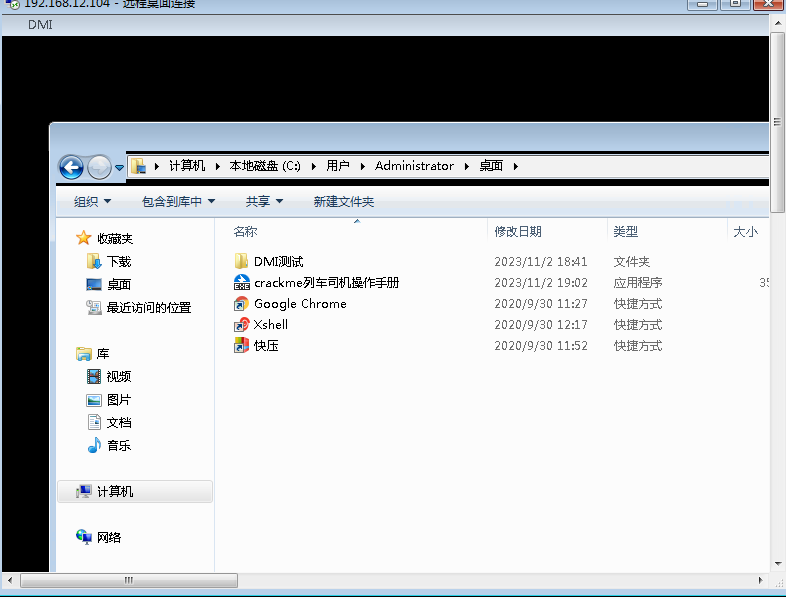 192.168.12.104 - 远程桌面连接
DMI
计算机 本地磁盘 (C:) 用户 Administrator 桌面
组织 包含到库中 共享 新建文件夹
收藏夹
下载
桌面
最近访问的位置
库
视频
图片
文档
音乐
计算机
网络
名称 修改日期 类型 大小
DMI测试 2023/11/2 18:41 文件夹
crackme列车司机操作手册 2023/11/2 19:02 应用程序 35
Google Chrome 2020/9/30 11:27 快捷方式
Xshell 2020/9/30 12:17 快捷方式
快压 2020/9/30 11:52 快捷方式